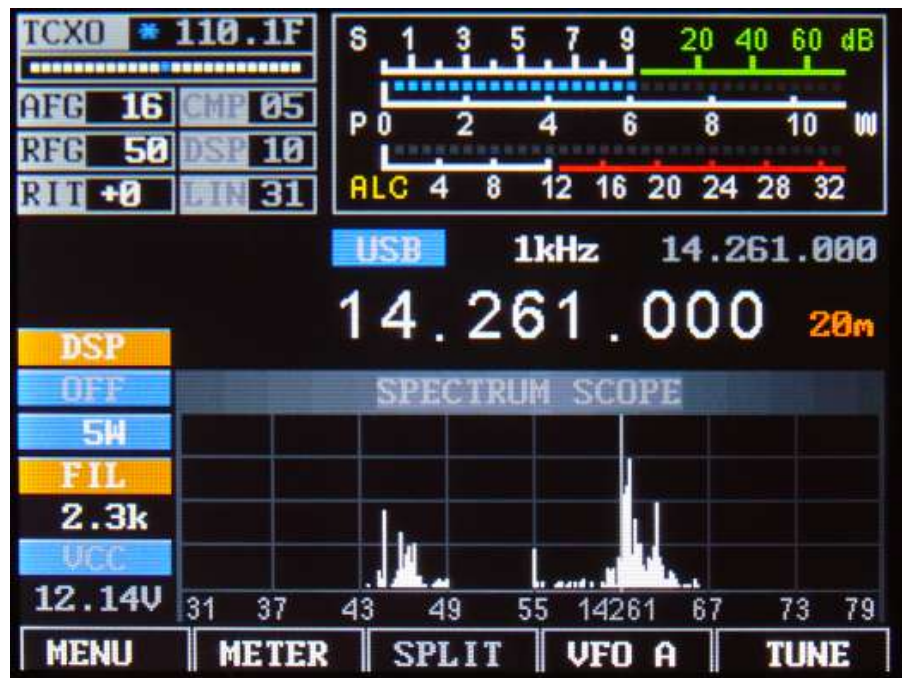 TCXO * 110.1F
AFG 16 CMP 05
RFG 50 DSP 10
RIT +0 LIN 31
S 1 3 5 7 9 20 40 60 dB
P 0 2 4 6 8 10 W
ALC 4 8 12 16 20 24 28 32
USB 1kHz 14.261.000
14.261.000 20m
DSP
OFF
5W
FIL
2.3k
VCC
12.14V
SPECTRUM SCOPE
31 37 43 49 55 14261 67 73 79
MENU METER SPLIT VFO A TUNE